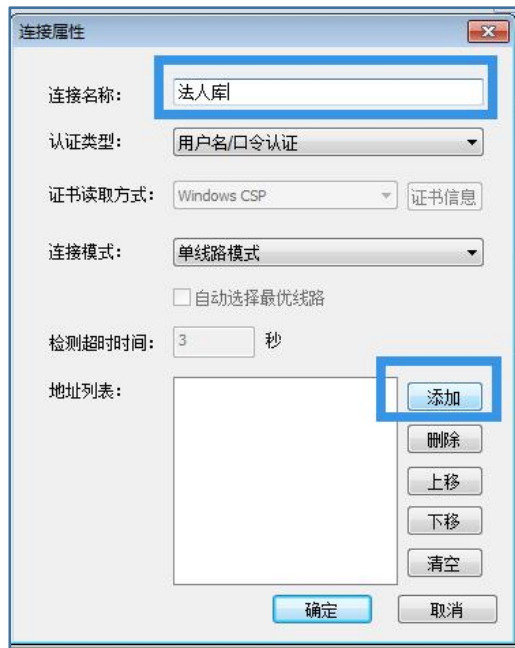 连接属性
连接名称: 法人库
认证类型: 用户名/口令认证
证书读取方式: Windows CSP 证书信息
连接模式: 单线路模式
自动选择最优线路
检测超时时间: 3 秒
地址列表: 添加
删除
上移
下移
清空
确定 取消